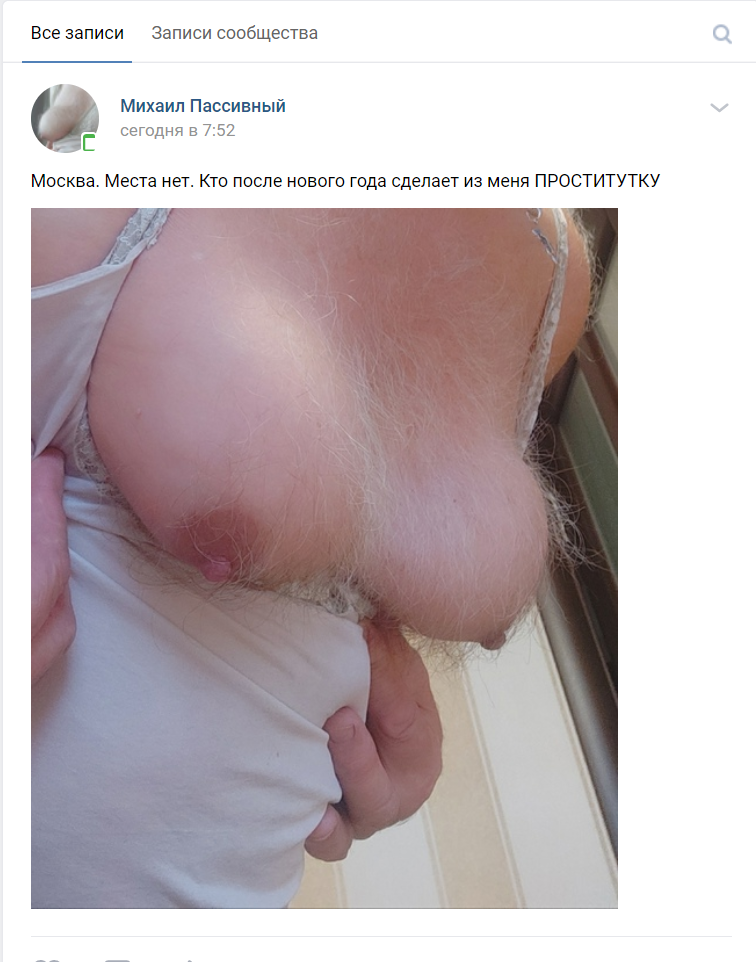 Все записи Записи сообщества
Михаил Пассивный
сегодня в 7:52
Москва. Места нет. Кто после нового года сделает из меня ПРОСТИТУТКУ